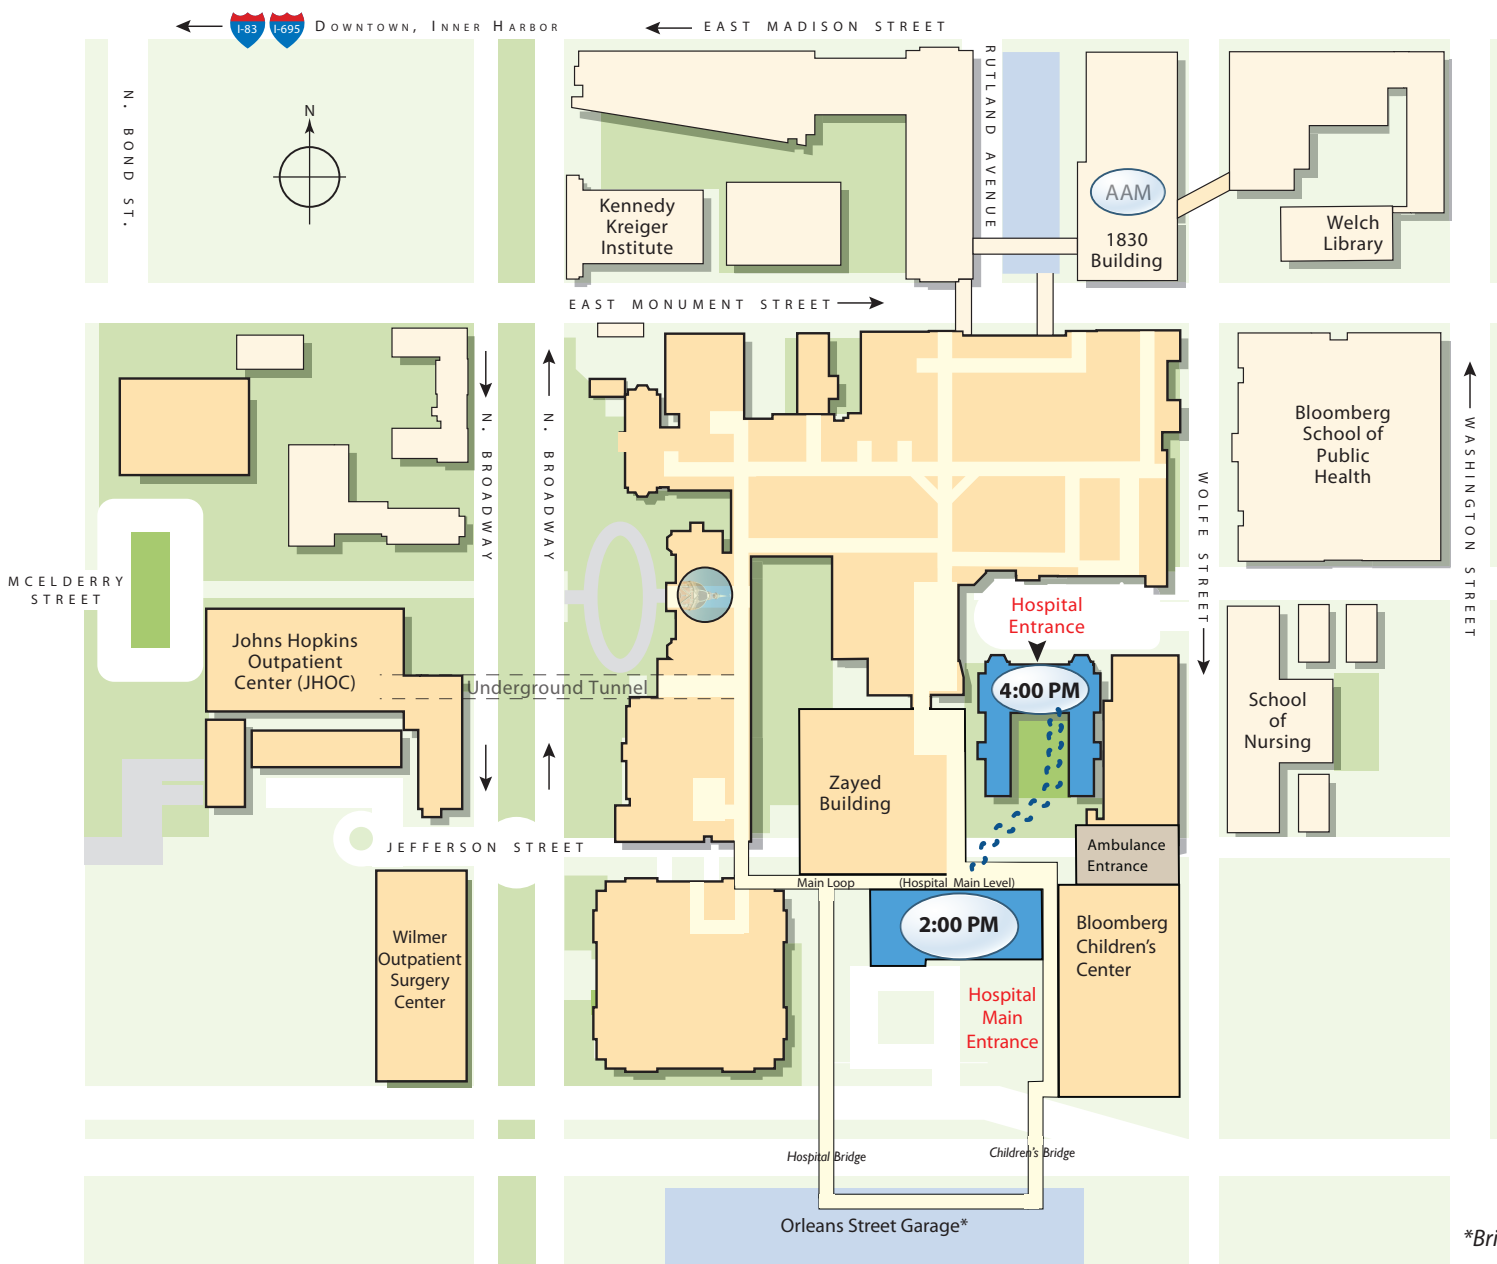 I-83
I-695
DOWNTOWN, INNER HARBOR
EAST MADISON STREET
N. BOND ST.
N
RUTLAND AVENUE
AAM
1830
Building
Kennedy
Kreiger
Institute
Welch
Library
EAST MONUMENT STREET
N. BROADWAY
N. BROADWAY
Bloomberg
School of
Public
Health
WASHINGTON STREET
WOLFE STREET
MCELDERRY
STREET
Hospital
Entrance
Johns Hopkins
Outpatient
Center (JHOC)
Underground Tunnel
4:00 PM
School
of
Nursing
Zayed
Building
JEFFERSON STREET
Ambulance
Entrance
Main Loop
(Hospital Main Level)
2:00 PM
Bloomberg
Children's
Center
Wilmer
Outpatient
Surgery
Center
Hospital
Main
Entrance
Hospital Bridge
Children's Bridge
Orleans Street Garage*
*Bri